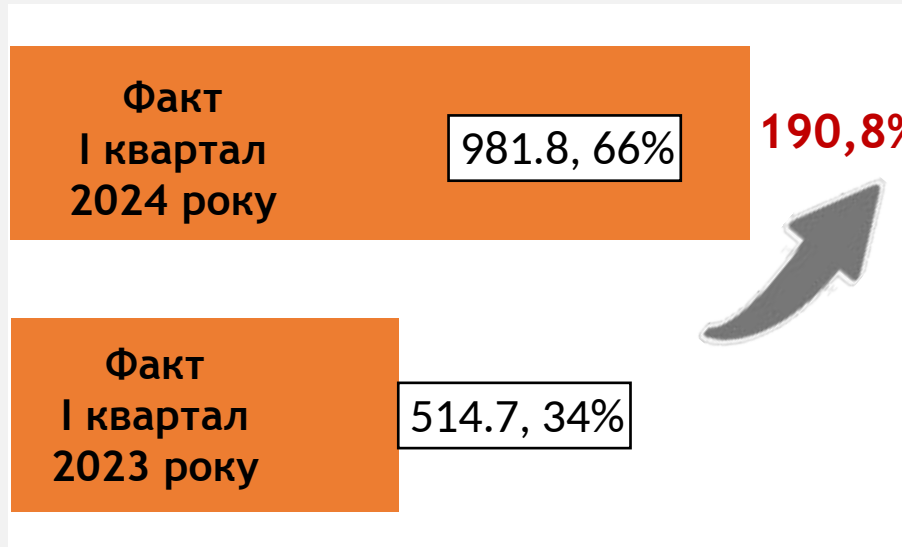 Факт
І квартал
2024 року
981.8, 66%
190,8%
Факт
І квартал
2023 року
514.7, 34%